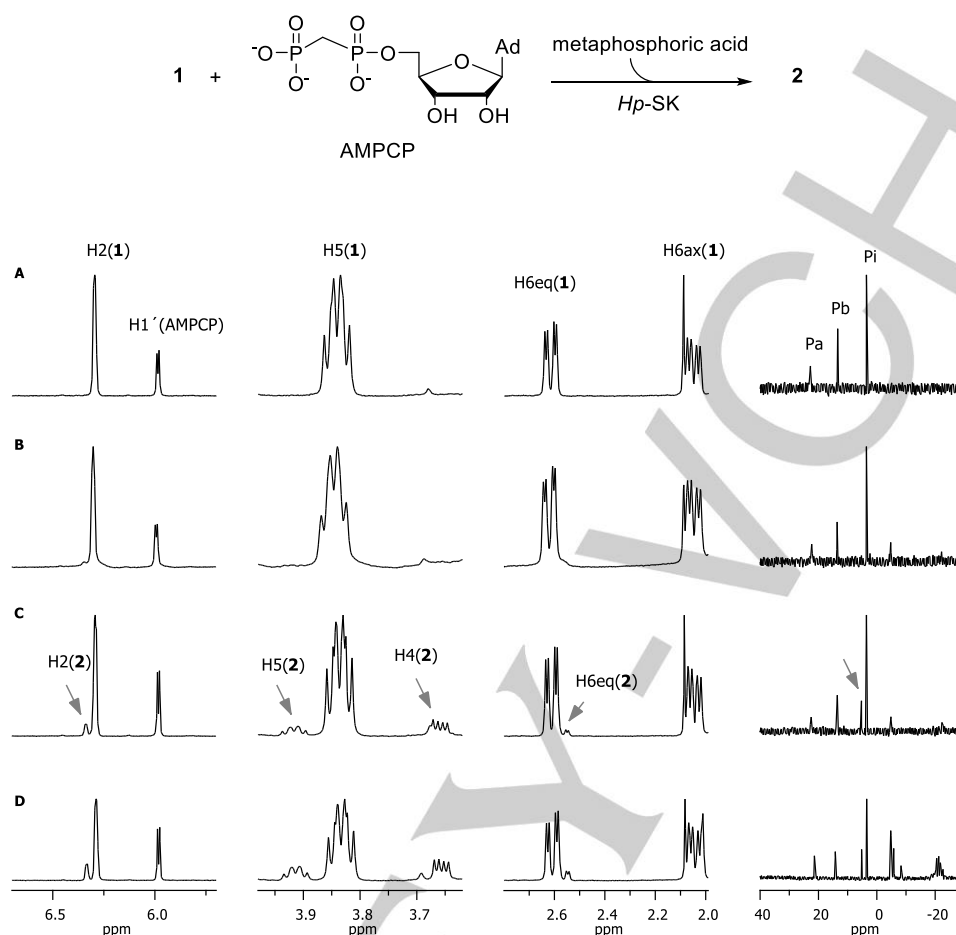 O O
-O P P O Ad
O- O- O
metaphosphoric acid
1 + 2
Hp-SK
OH OH
AMPCP
H2(1) H5(1) H6eq(1) H6ax(1) Pi
A
H1´(AMPCP) Pb
Pa
B
C
H2(2) H5(2) H4(2) H6eq(2)
D
6.5 6.0 3.9 3.8 3.7 2.6 2.4 2.2 2.0 40 20 0 -20
ppm ppm ppm ppm
VCH
Y-